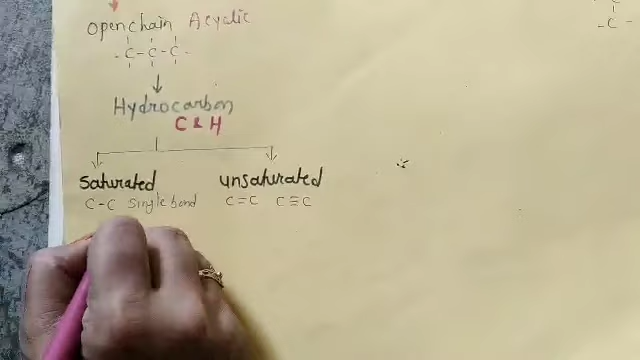 Openchain Acyclic
- C - C - C -
Hydrocarbon
C & H
Saturated unsaturated
C - C Single bond C = C C ≡ C
- C -